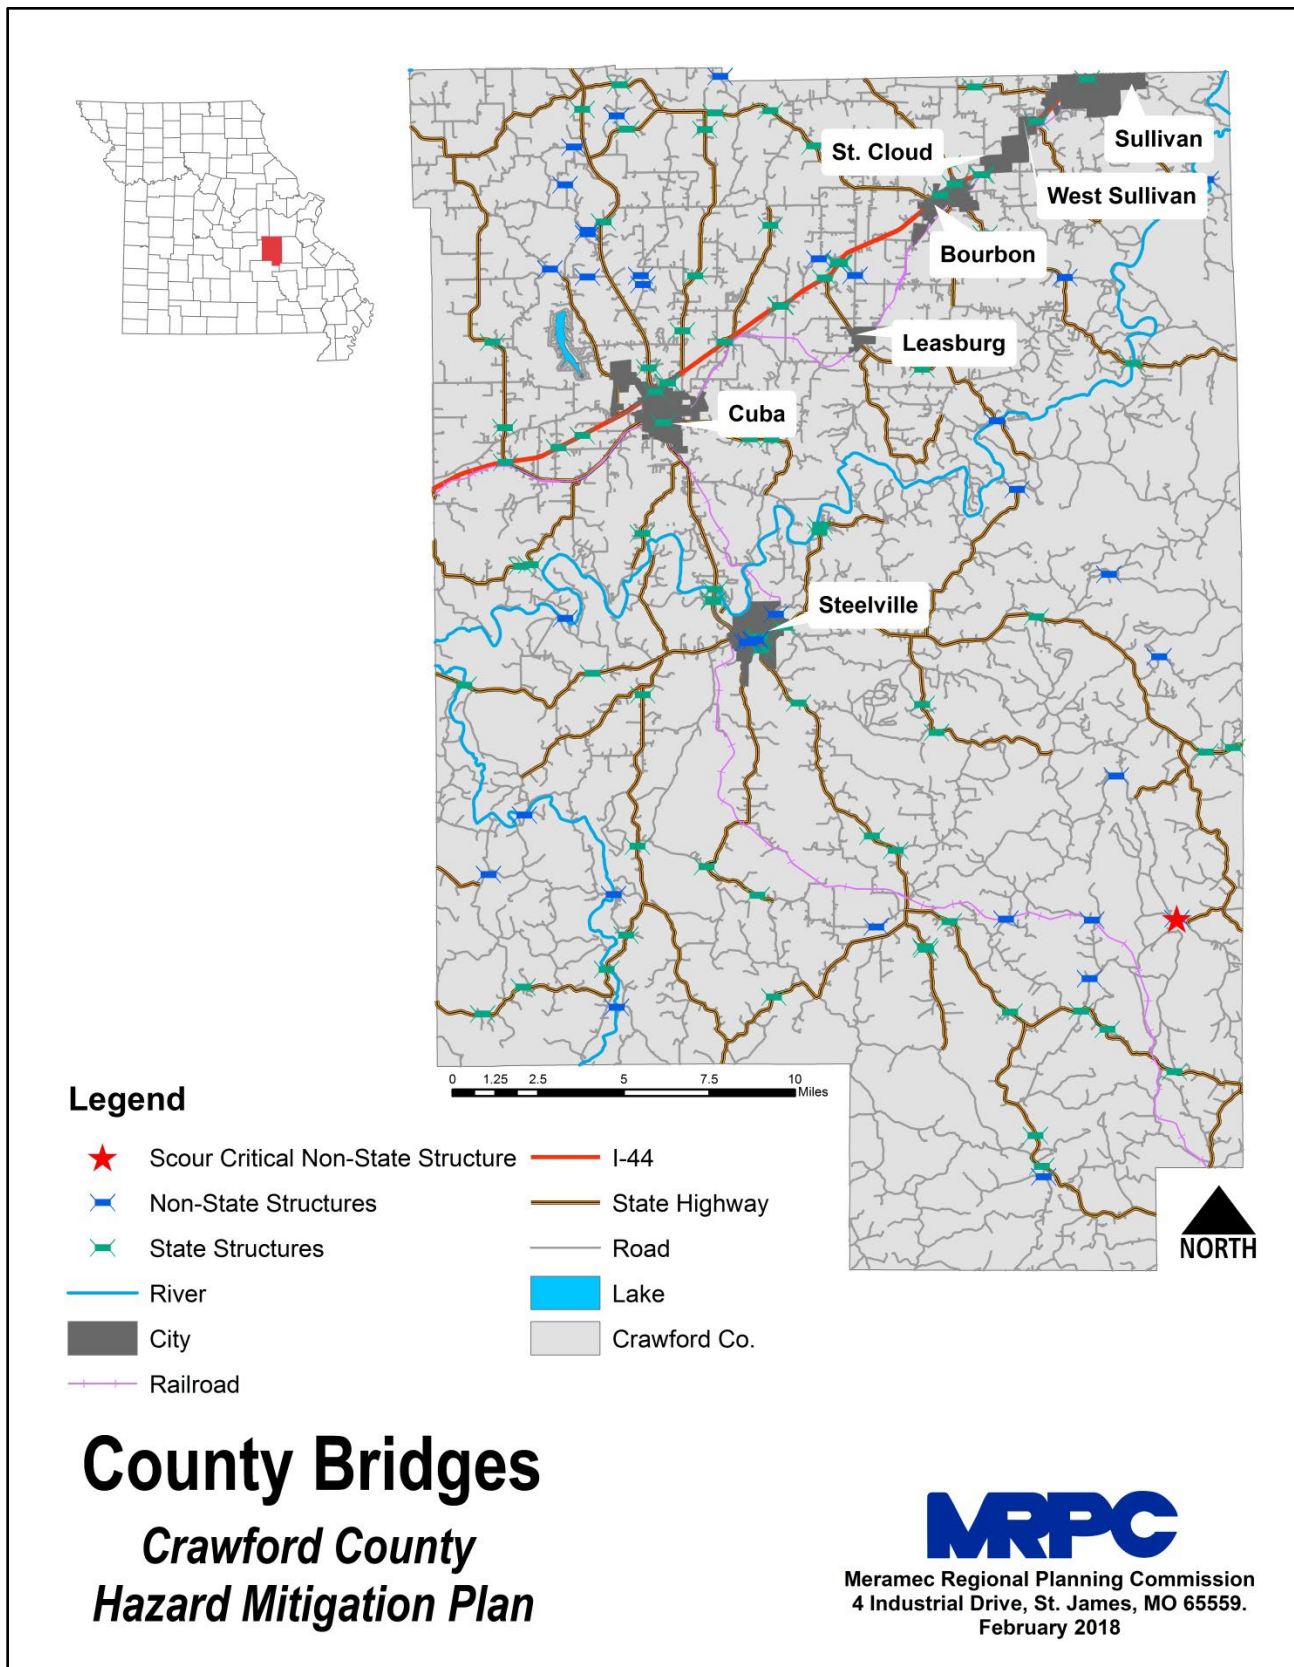 Sullivan
St. Cloud
West Sullivan
Bourbon
Leasburg
Cuba
Steelville
0 1.25 2.5 5 7.5 10
Miles
Legend
Scour Critical Non-State Structure
Non-State Structures
State Structures
River
City
Railroad
I-44
State Highway
Road
Lake
Crawford Co.
NORTH
County Bridges
Crawford County
Hazard Mitigation Plan
MRPC
Meramec Regional Planning Commission
4 Industrial Drive, St. James, MO 65559.
February 2018